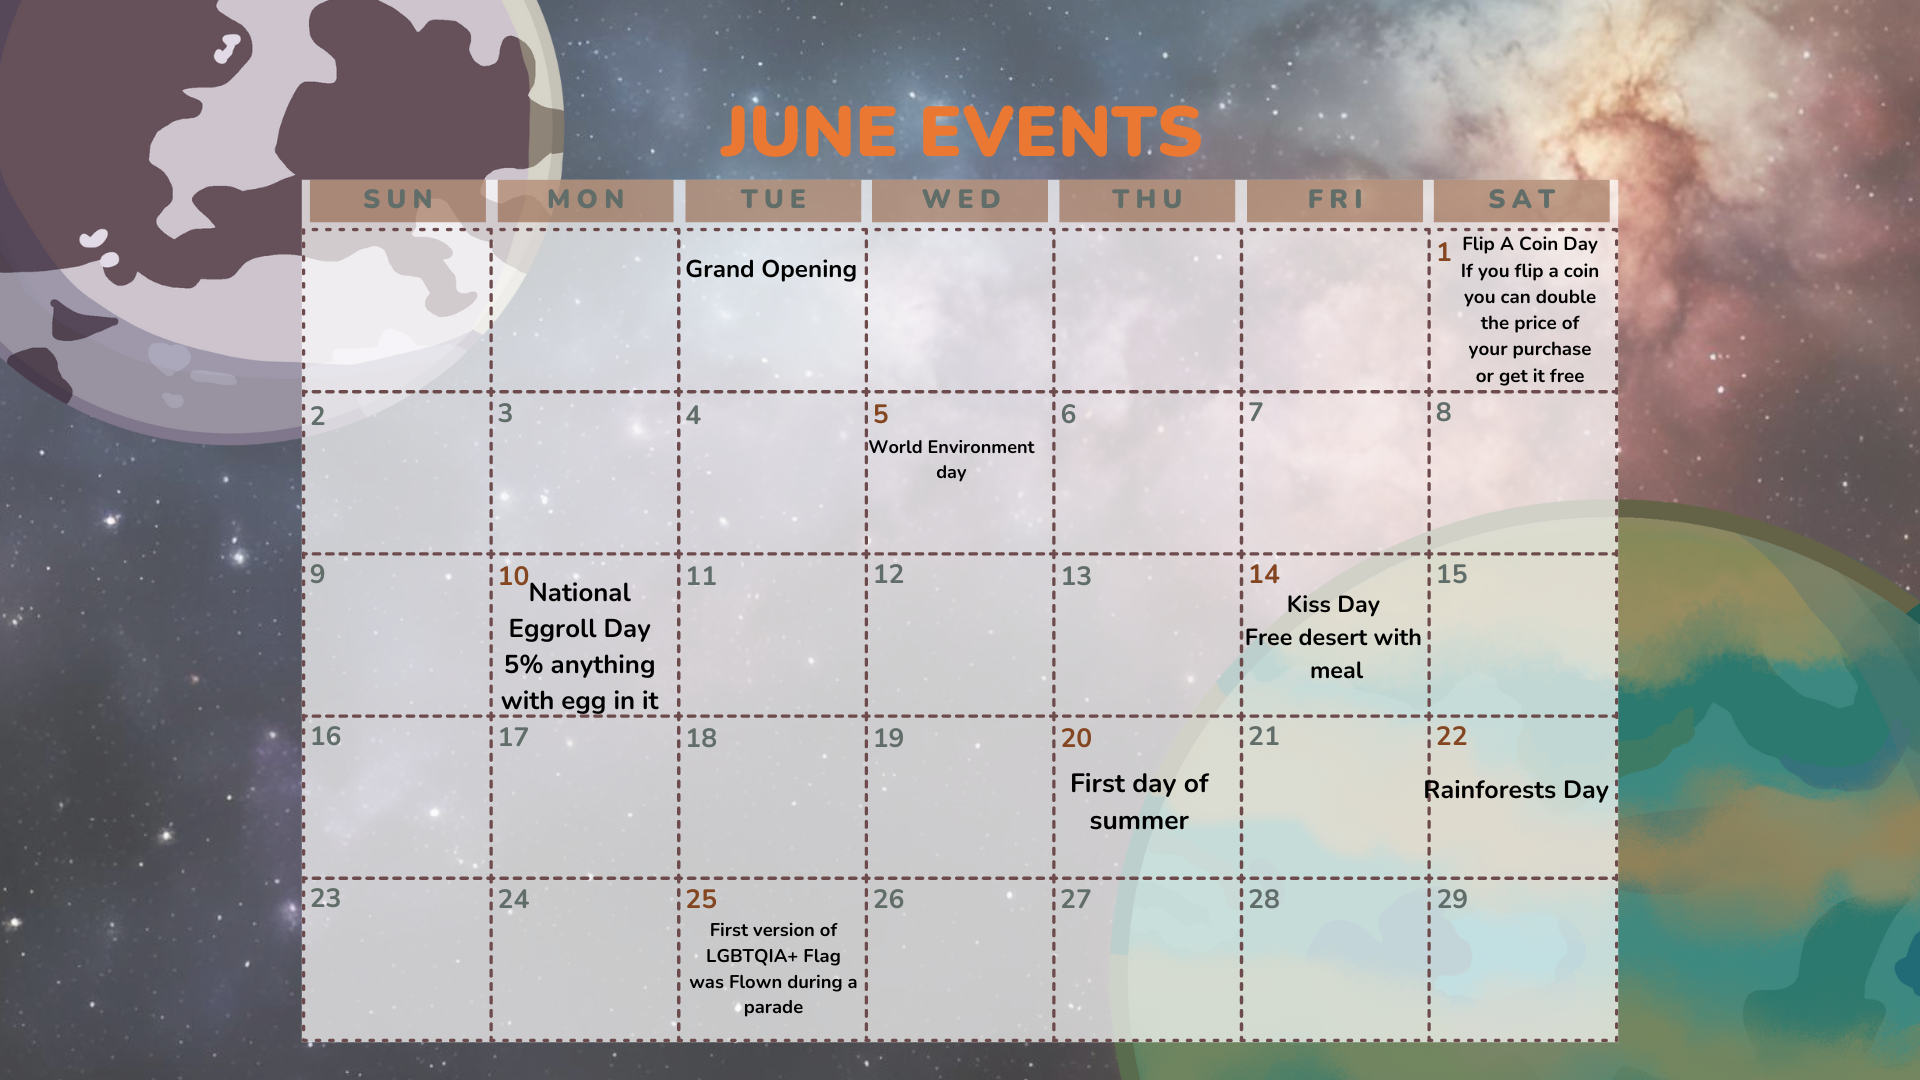 JUNE EVENTS
SUN MON TUE WED THU FRI SAT
Grand Opening
1
Flip A Coin Day
If you flip a coin
you can double
the price of
your purchase
or get it free
2 3 4 5 6 7 8
World Environment
day
9 10 11 12 13 14 15
National
Eggroll Day
5% anything
with egg in it
Kiss Day
Free desert with
meal
16 17 18 19 20 21 22
First day of
summer
Rainforests Day
23 24 25 26 27 28 29
First version of
LGBTQIA+ Flag
was Flown during a
parade